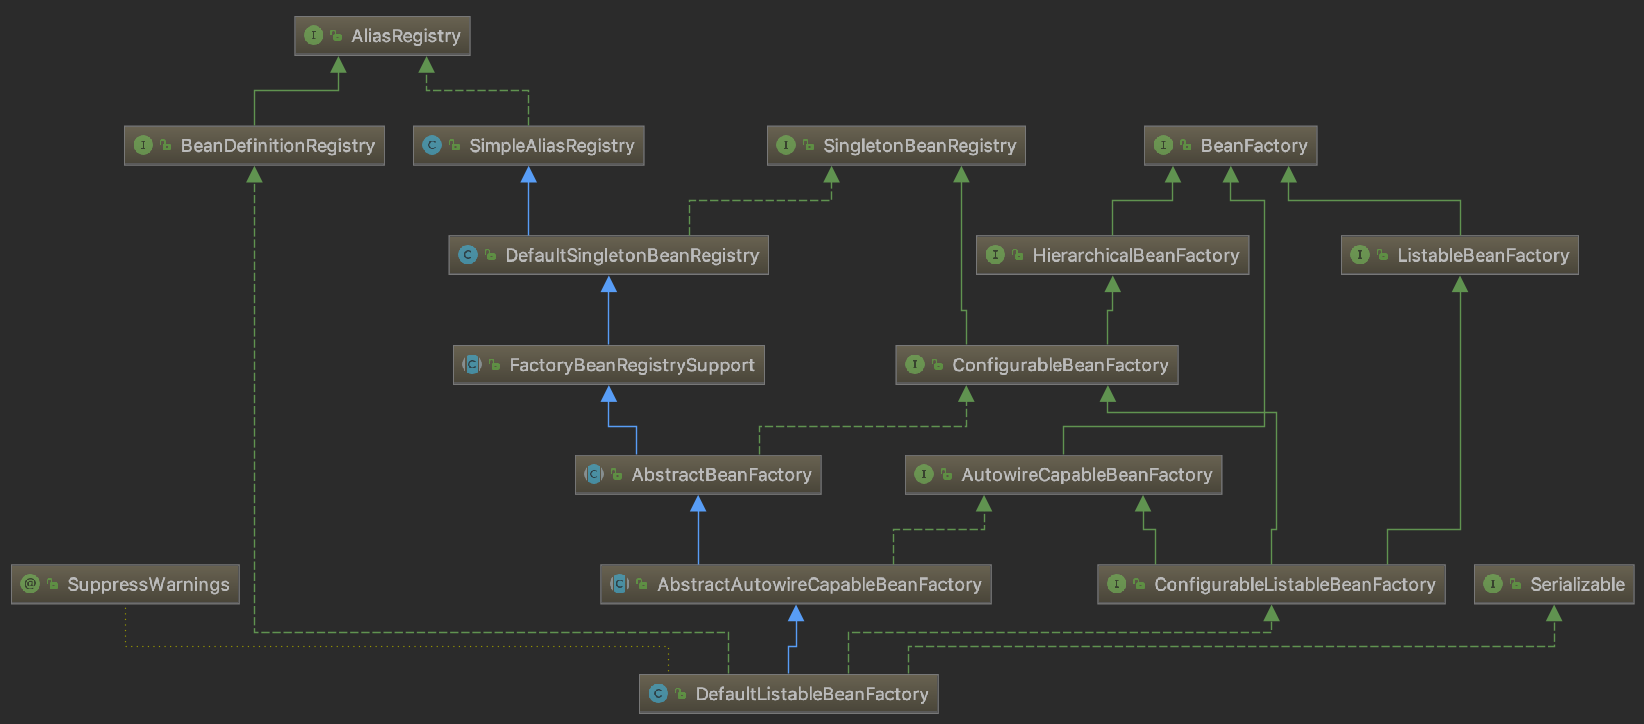 I AliasRegistry
I BeanDefinitionRegistry
C SimpleAliasRegistry
I SingletonBeanRegistry
I BeanFactory
C DefaultSingletonBeanRegistry
I HierarchicalBeanFactory
I ListableBeanFactory
C FactoryBeanRegistrySupport
I ConfigurableBeanFactory
C AbstractBeanFactory
I AutowireCapableBeanFactory
@ SuppressWarnings
C AbstractAutowireCapableBeanFactory
I ConfigurableListableBeanFactory
I Serializable
C DefaultListableBeanFactory